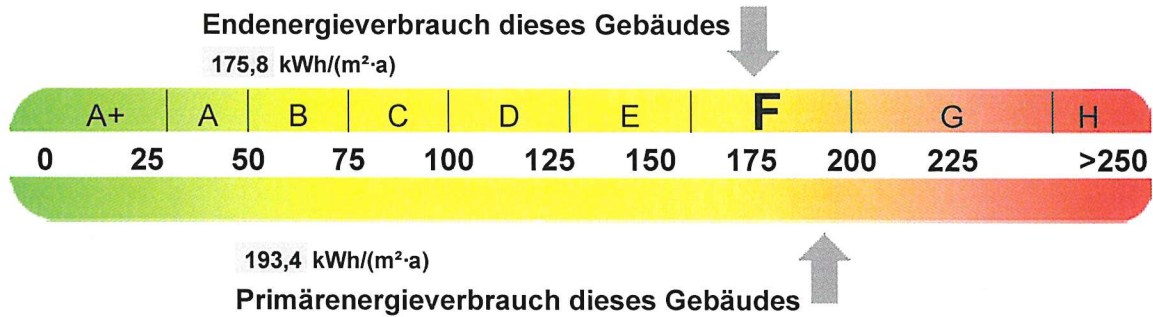 Endenergieverbrauch dieses Gebäudes
175,8 kWh/(m²·a)
A+ A B C D E F G H
0 25 50 75 100 125 150 175 200 225 >250
193,4 kWh/(m²·a)
Primärenergieverbrauch dieses Gebäudes